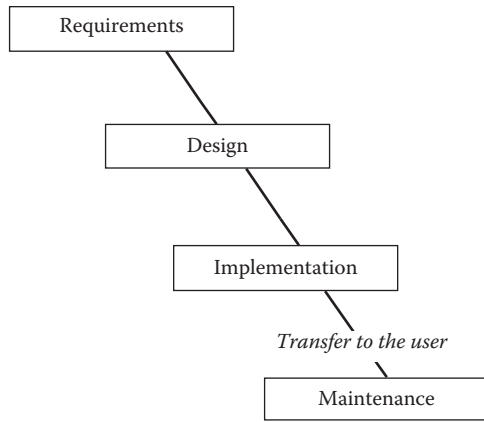 Requirements
Design
Implementation
Transfer to the user
Maintenance